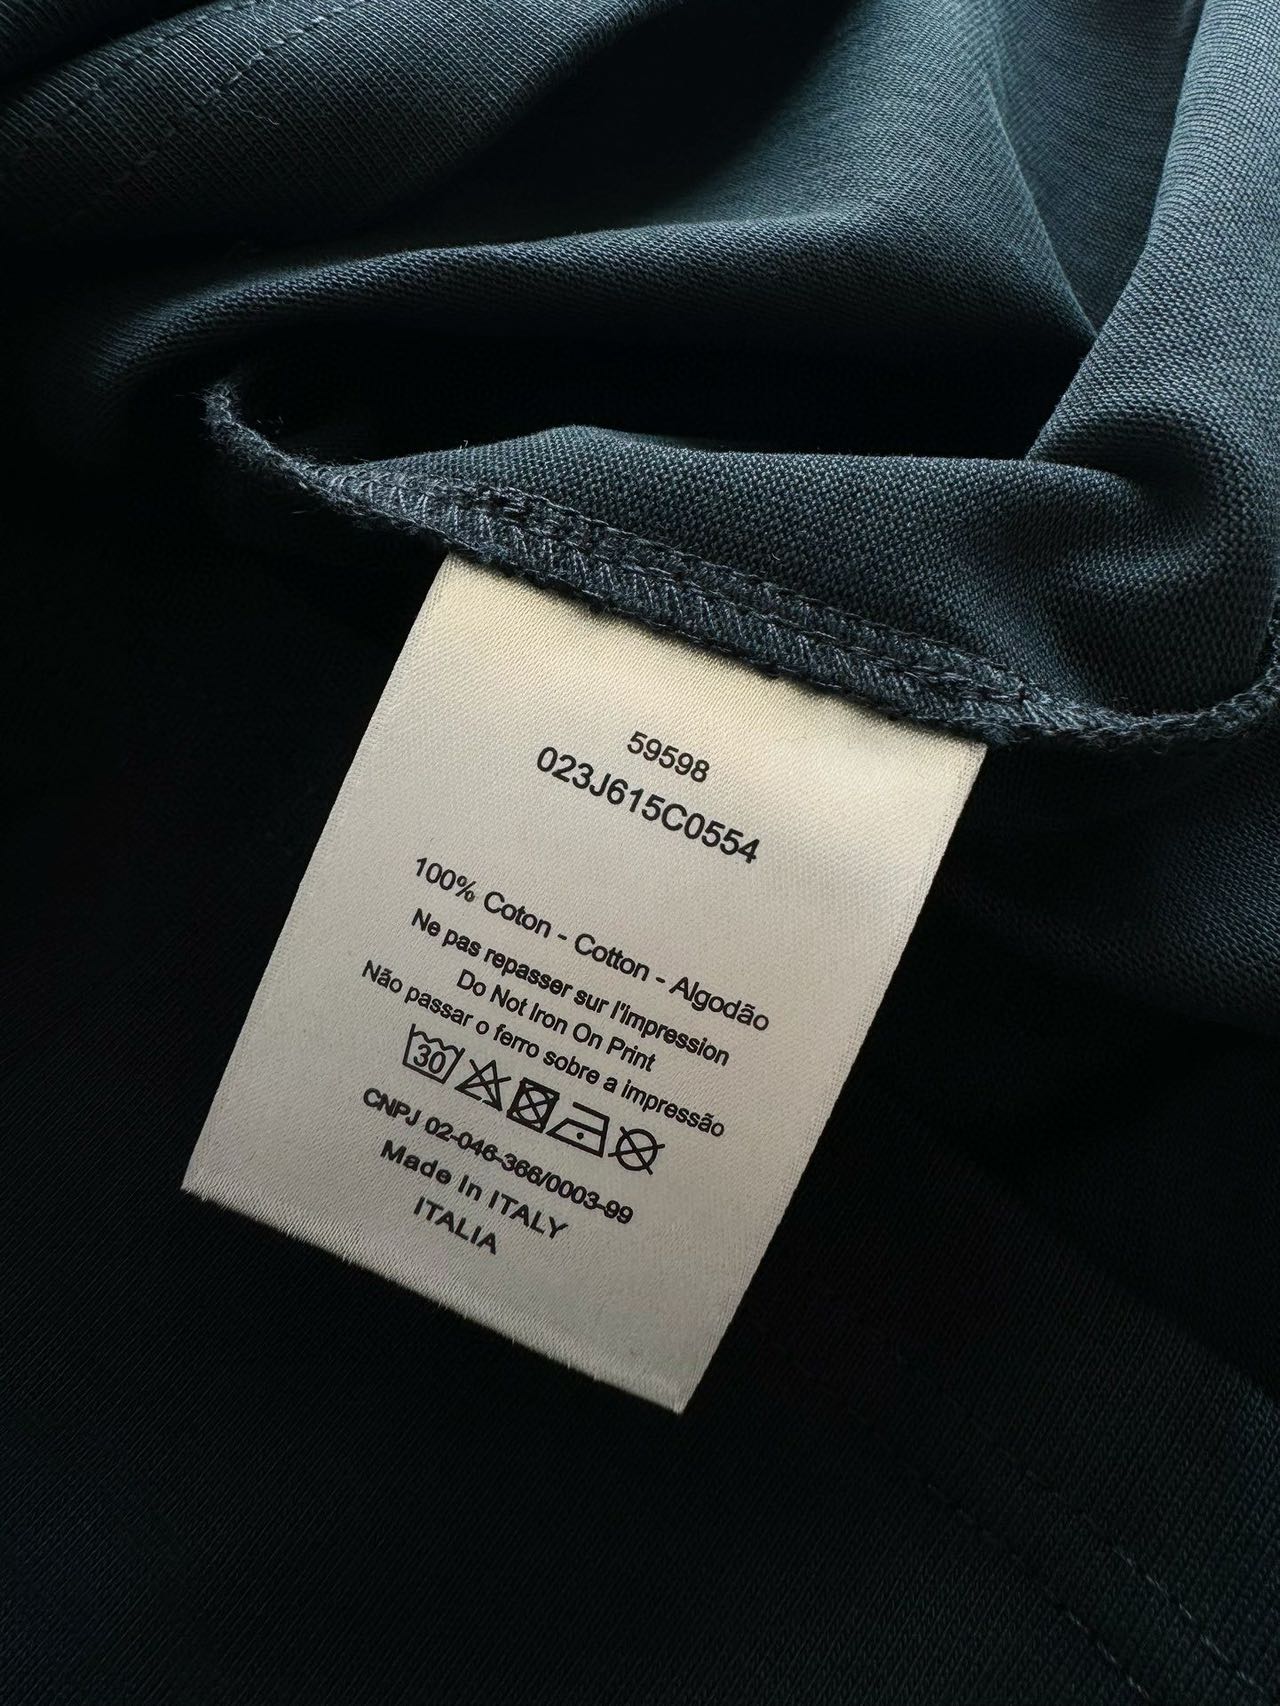 59598
023J615C0554
100% Coton - Cotton - Algodão
Ne pas repasser sur l'impression
Do Not Iron On Print
Não passar o ferro sobre a impressão
30
CNPJ 02-046-366/0003-99
Made In ITALY
ITALIA